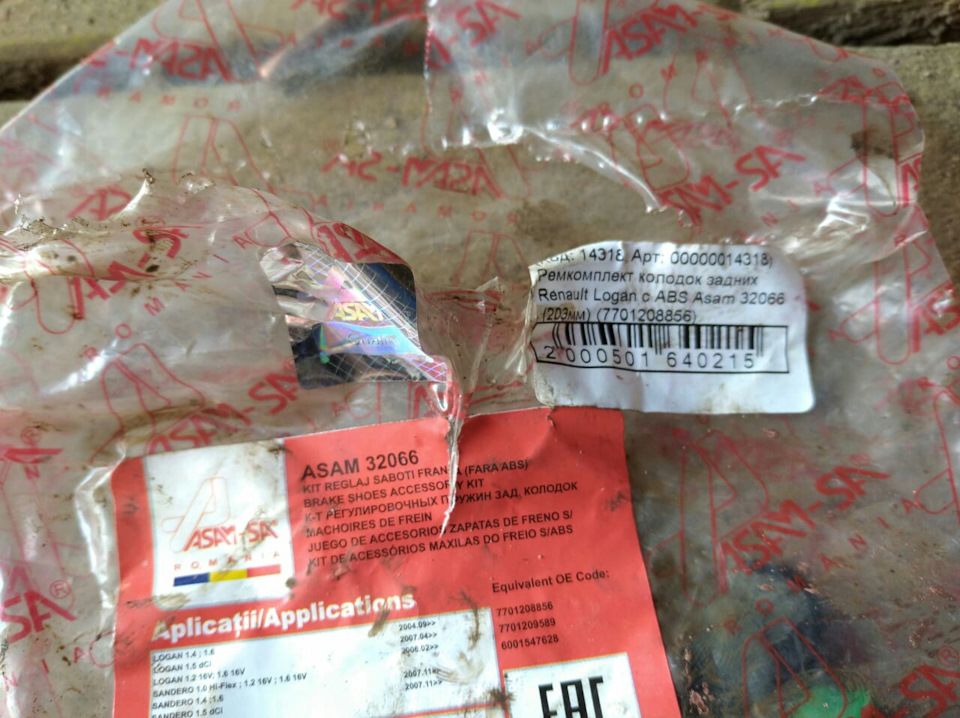 Код: 14318, Арт: 00000014318)
Ремкомплект колодок задних
Renault Logan с ABS Asam 32066
(203мм) (7701208856)
2 000501 640215
ASAM
ROMANIA
ASAM-SA
ROMANIA
ASAM 32066
KIT REGLAJ SABOTI FRANA (FARA ABS)
BRAKE SHOES ACCESSORY KIT
К-Т РЕГУЛИРОВОЧНЫХ ПРУЖИН ЗАД. КОЛОДОК
MACHOIRES DE FREIN
JUEGO DE ACCESORIOS ZAPATAS DE FRENO S/
KIT DE ACESSÓRIOS MAXILAS DO FREIO S/ABS
Equivalent OE Code:
7701208856
7701209589
6001547628
Aplicații/Applications
LOGAN 1.4 ; 1.6 2004.09>>
LOGAN 1.5 dCi 2007.04>>
LOGAN 1.2 16V; 1.6 16V 2006.02>>
SANDERO 1.0 Hi-Flex ; 1.2 16V ; 1.6 16V 2007.11>>
SANDERO 1.4 ;1.6 2007.11>>
SANDERO 1.5 dCi
EAC